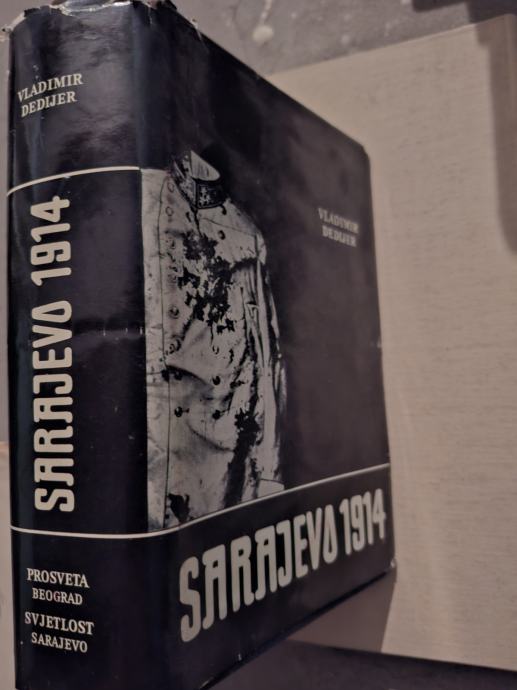 VLADIMIR
DEDIJER
SARAJEVO 1914
PROSVETA
BEOGRAD
SVJETLOST
SARAJEVO
VLADIMIR
DEDIJER
SARAJEVO 1914